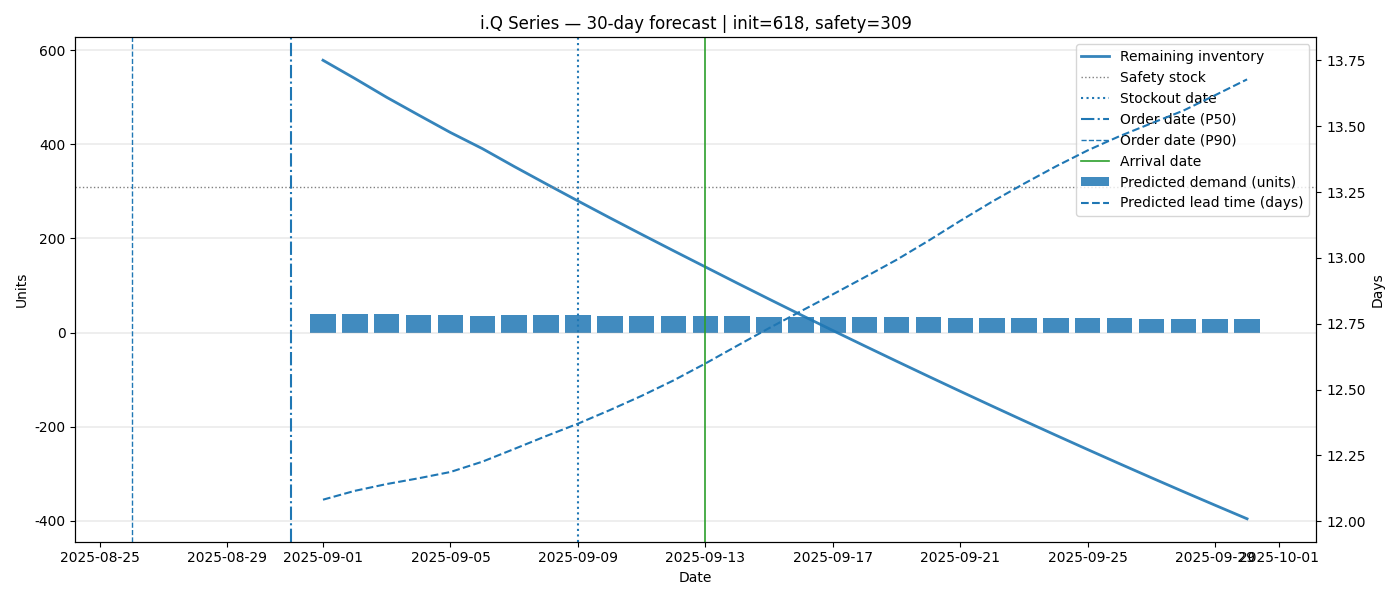 i.Q Series — 30-day forecast | init=618, safety=309
600
400
200
0
-200
-400
Units
13.75
13.50
13.25
13.00
12.75
12.50
12.25
12.00
Days
Remaining inventory
Safety stock
Stockout date
Order date (P50)
Order date (P90)
Arrival date
Predicted demand (units)
Predicted lead time (days)
2025-08-25 2025-08-29 2025-09-01 2025-09-05 2025-09-09 2025-09-13 2025-09-17 2025-09-21 2025-09-25 2025-09-29 2025-10-01
Date